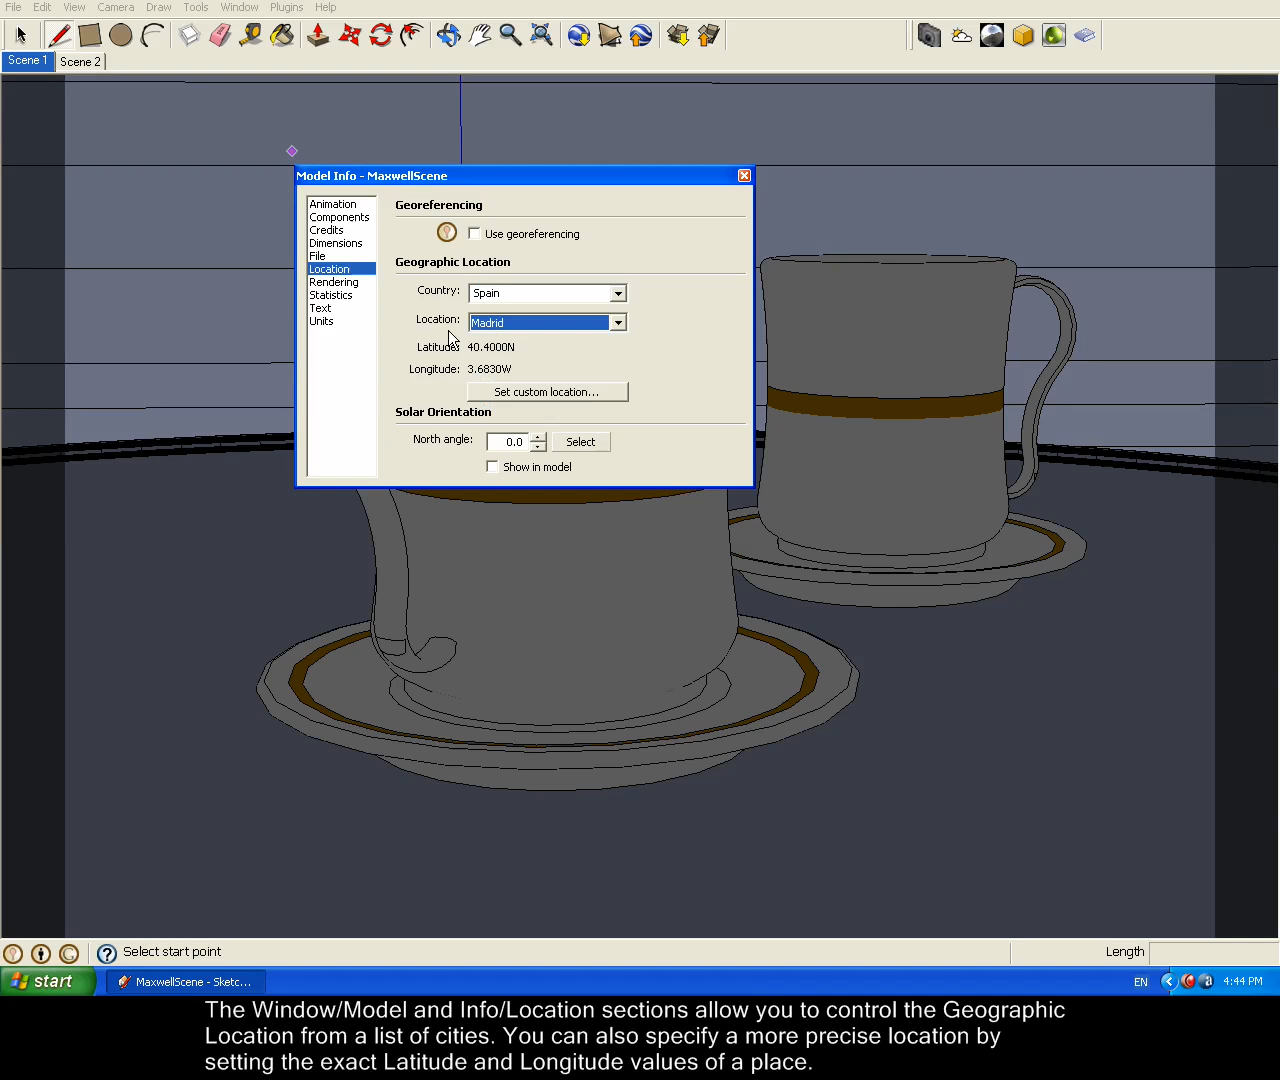 File Edit View Camera Draw Tools Window Plugins Help
Scene 1 Scene 2
Model Info - MaxwellScene
Animation
Components
Credits
Dimensions
File
Location
Rendering
Statistics
Text
Units
Georeferencing
Use georeferencing
Geographic Location
Country: Spain
Location: Madrid
Latitude: 40.4000N
Longitude: 3.6830W
Set custom location...
Solar Orientation
North angle: 0.0 Select
Show in model
Select start point Length
start MaxwellScene - Sketc... EN 4:44 PM
The Window/Model and Info/Location sections allow you to control the Geographic
Location from a list of cities. You can also specify a more precise location by
setting the exact Latitude and Longitude values of a place.